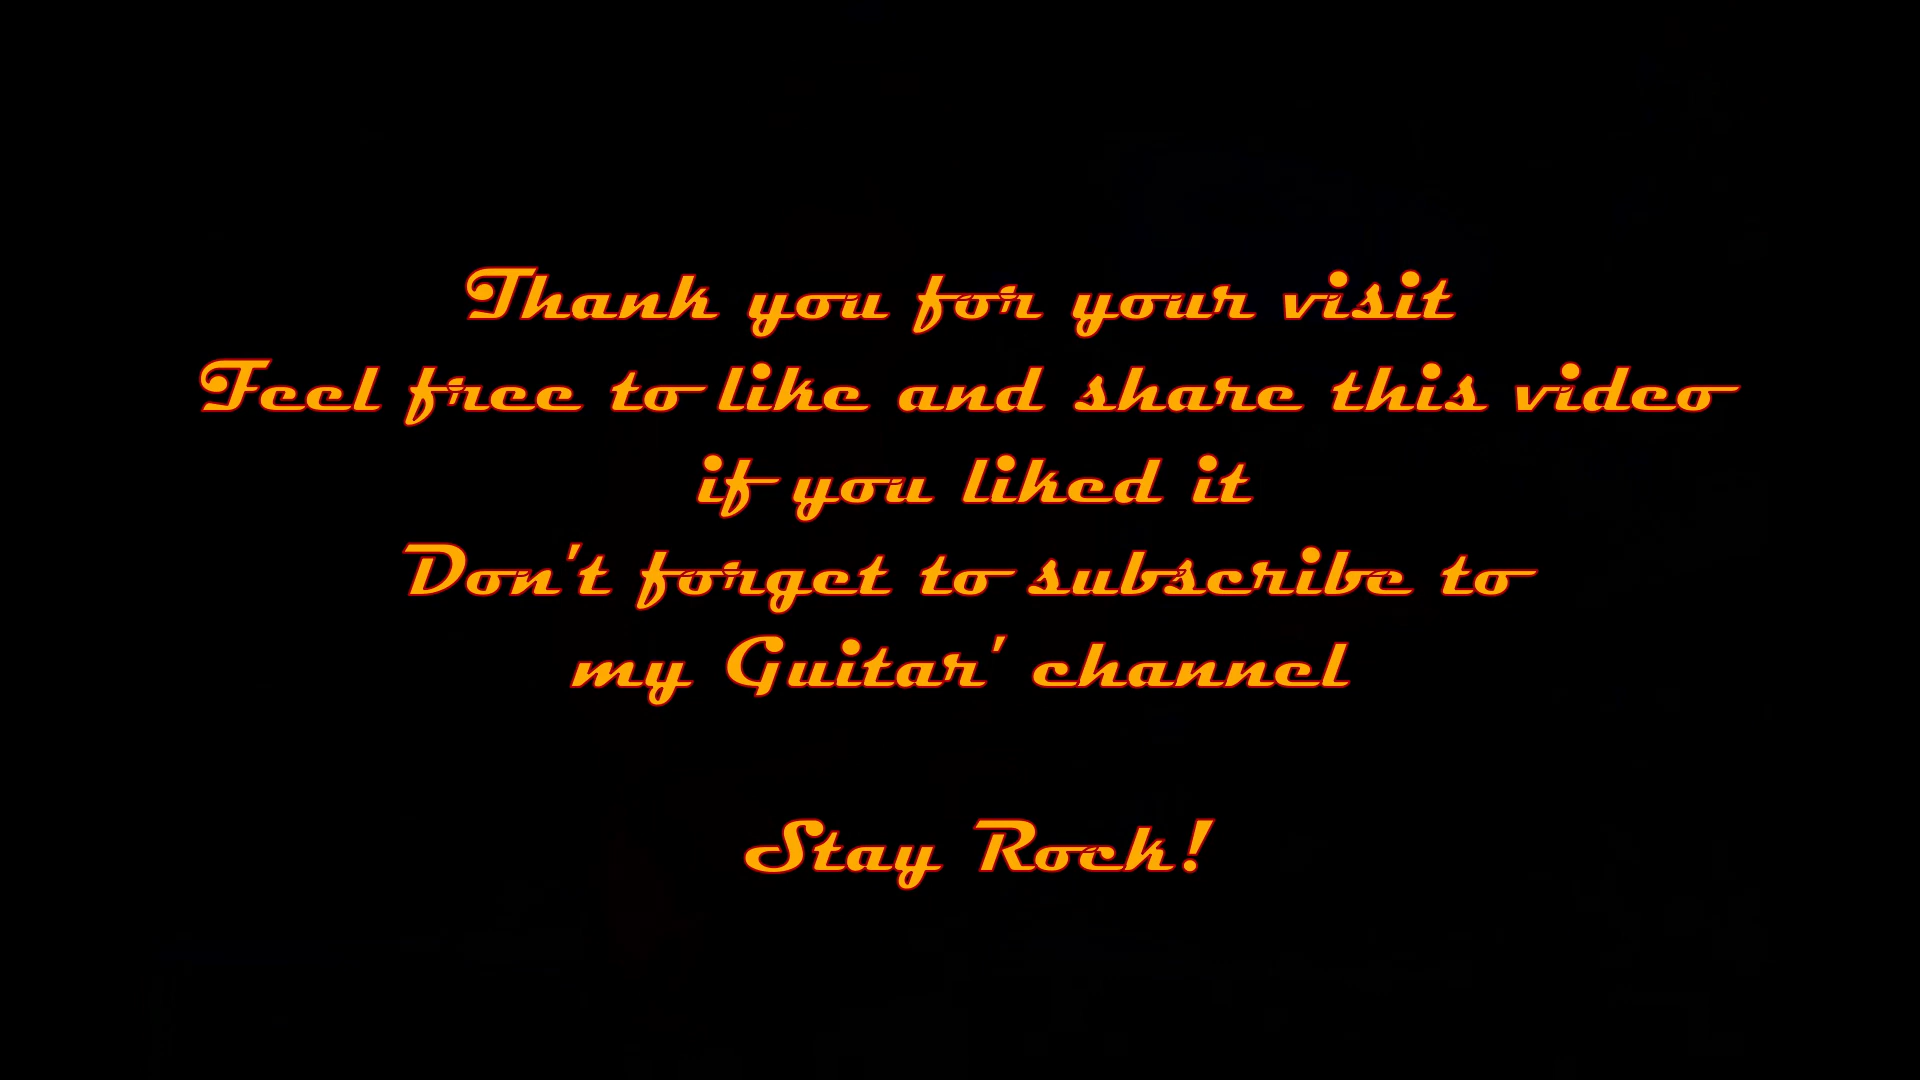 Thank you for your visit
Feel free to like and share this video
if you liked it
Don't forget to subscribe to
my Guitar' channel
Stay Rock!